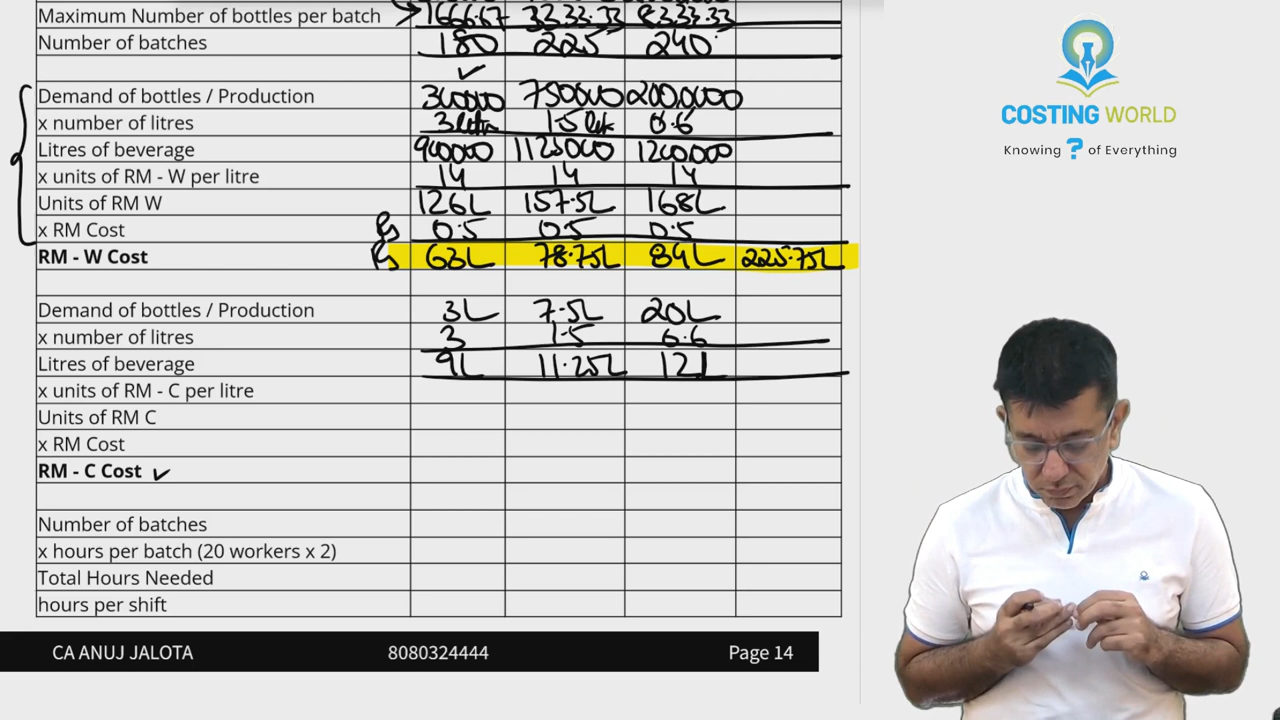 Maximum Number of bottles per batch 1666.67 3333.33 8333.33
Number of batches 180 225 240
Demand of bottles / Production 300000 750000 2000000
x number of litres 3 1.5 0.6
Litres of beverage 900000 1125000 1200000
x units of RM - W per litre 14 14 14
Units of RM W 126L 157.5L 168L
x RM Cost Rs 0.5 0.5 0.5
RM - W Cost Rs 63L 78.75L 84L 225.75L
Demand of bottles / Production 3L 7.5L 20L
x number of litres 3 1.5 0.6
Litres of beverage 9L 11.25L 12L
x units of RM - C per litre
Units of RM C
x RM Cost
RM - C Cost ✓
Number of batches
x hours per batch (20 workers x 2)
Total Hours Needed
hours per shift
CA ANUJ JALOTA 8080324444 Page 14
COSTING WORLD
Knowing ? of Everything